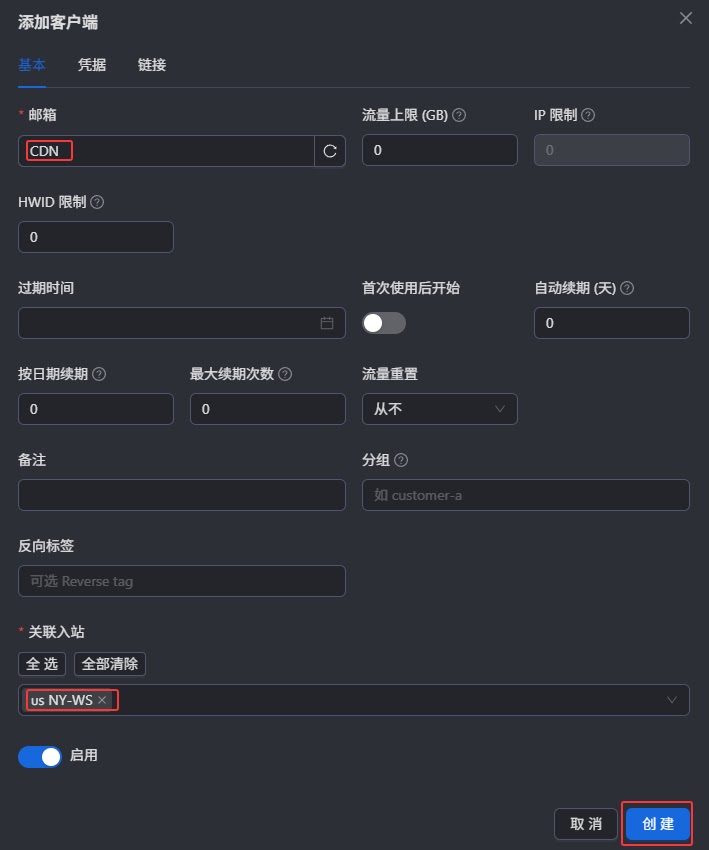 添加客户端
基本 凭据 链接
* 邮箱 流量上限 (GB) IP 限制
CDN 0 0
HWID 限制
0
过期时间 首次使用后开始 自动续期 (天)
0
按日期续期 最大续期次数 流量重置
0 0 从不
备注 分组
如 customer-a
反向标签
可选 Reverse tag
* 关联入站
全 选 全部清除
us NY-WS
启用
取 消 创 建